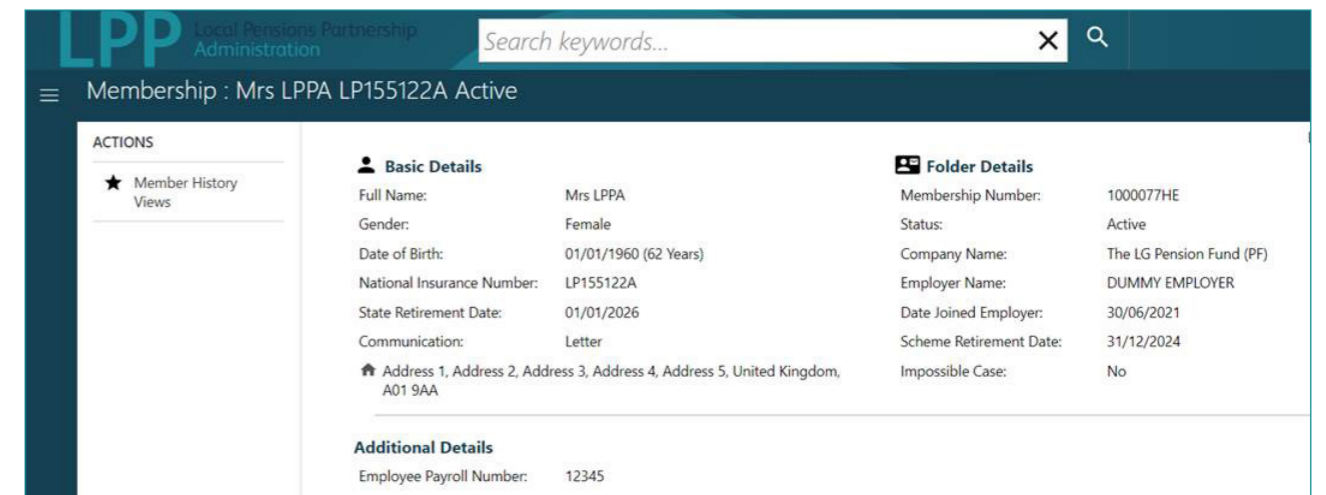 LPP Local Pensions Partnership
Administration
Search keywords...
Membership : Mrs LPPA LP155122A Active
ACTIONS
Member History
Views
Basic Details
Full Name: Mrs LPPA
Gender: Female
Date of Birth: 01/01/1960 (62 Years)
National Insurance Number: LP155122A
State Retirement Date: 01/01/2026
Communication: Letter
Address 1, Address 2, Address 3, Address 4, Address 5, United Kingdom,
A01 9AA
Folder Details
Membership Number: 1000077HE
Status: Active
Company Name: The LG Pension Fund (PF)
Employer Name: DUMMY EMPLOYER
Date Joined Employer: 30/06/2021
Scheme Retirement Date: 31/12/2024
Impossible Case: No
Additional Details
Employee Payroll Number: 12345